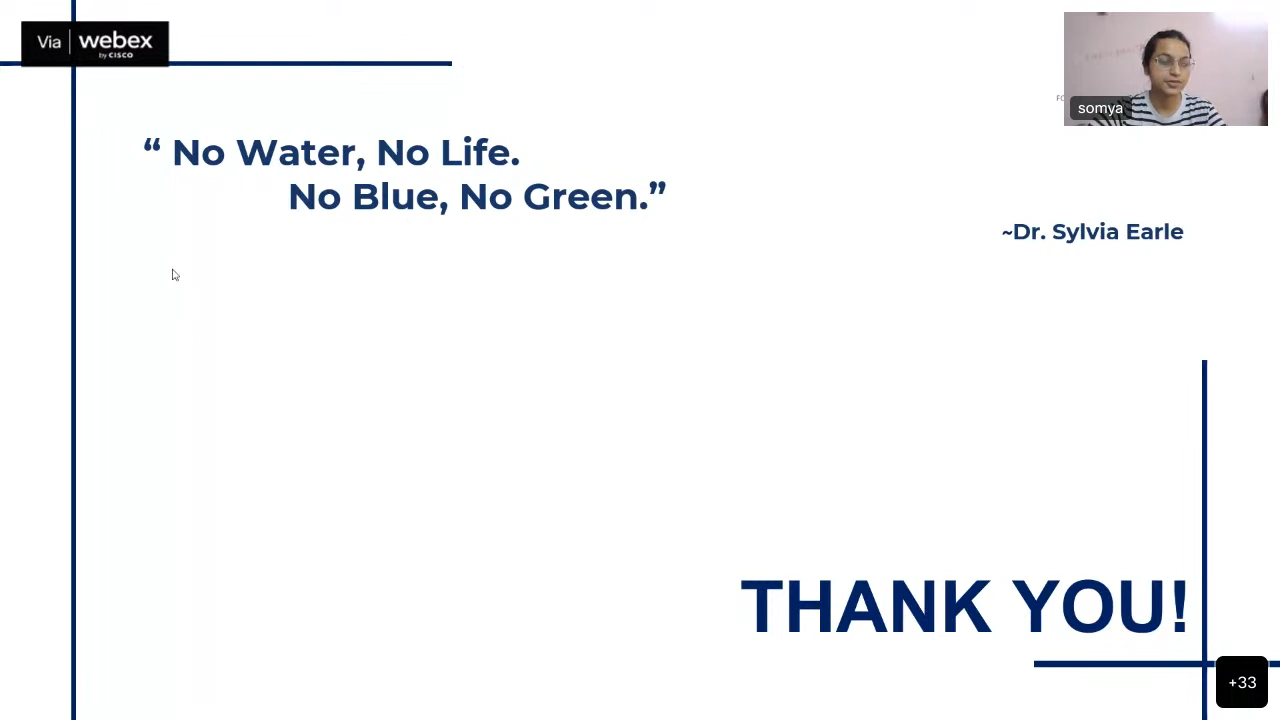 Via webex
by CISCO
FO
somya
“ No Water, No Life.
No Blue, No Green.”
~Dr. Sylvia Earle
THANK YOU!
+33